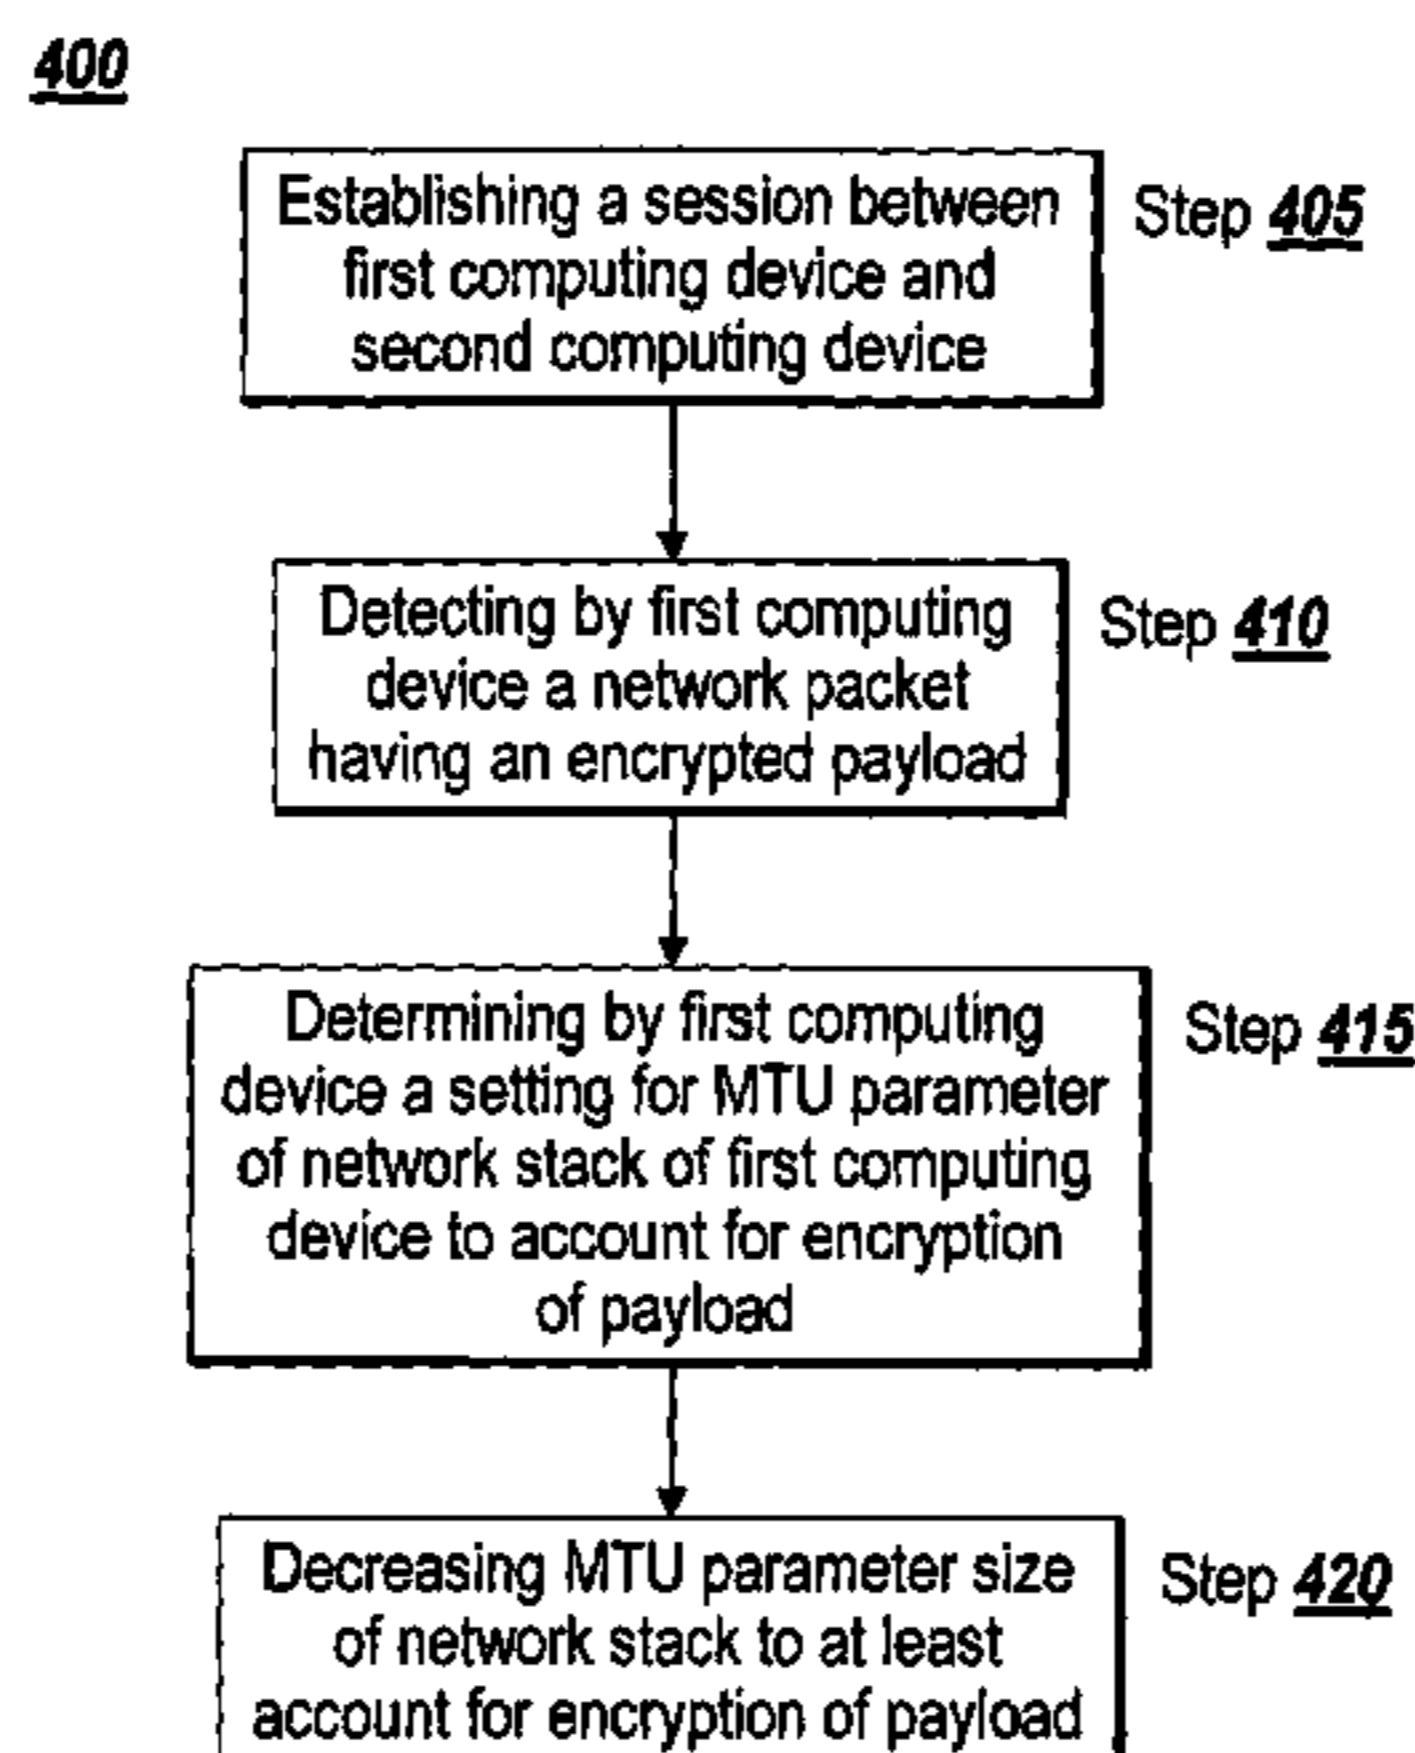 400
Establishing a session between
first computing device and
second computing device
Step 405
Detecting by first computing
device a network packet
having an encrypted payload
Step 410
Determining by first computing
device a setting for MTU parameter
of network stack of first computing
device to account for encryption
of payload
Step 415
Decreasing MTU parameter size
of network stack to at least
account for encryption of payload
Step 420